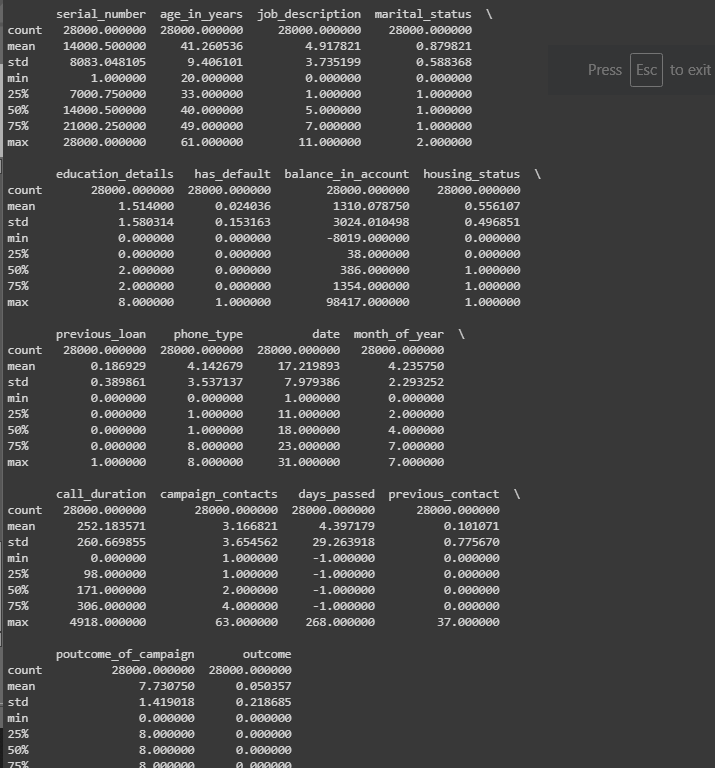 serial_number age_in_years job_description marital_status \
count 28000.000000 28000.000000 28000.000000 28000.000000
mean 14000.500000 41.260536 4.917821 0.879821
std 8083.048105 9.406101 3.735199 0.588368
min 1.000000 20.000000 0.000000 0.000000
25% 7000.750000 33.000000 1.000000 1.000000
50% 14000.500000 40.000000 5.000000 1.000000
75% 21000.250000 49.000000 7.000000 1.000000
max 28000.000000 61.000000 11.000000 2.000000
Press Esc to exit
education_details has_default balance_in_account housing_status \
count 28000.000000 28000.000000 28000.000000 28000.000000
mean 1.514000 0.024036 1310.078750 0.556107
std 1.580314 0.153163 3024.010498 0.496851
min 0.000000 0.000000 -8019.000000 0.000000
25% 0.000000 0.000000 38.000000 0.000000
50% 2.000000 0.000000 386.000000 1.000000
75% 2.000000 0.000000 1354.000000 1.000000
max 8.000000 1.000000 98417.000000 1.000000
previous_loan phone_type date month_of_year \
count 28000.000000 28000.000000 28000.000000 28000.000000
mean 0.186929 4.142679 17.219893 4.235750
std 0.389861 3.537137 7.979386 2.293252
min 0.000000 0.000000 1.000000 0.000000
25% 0.000000 1.000000 11.000000 2.000000
50% 0.000000 1.000000 18.000000 4.000000
75% 0.000000 8.000000 23.000000 7.000000
max 1.000000 8.000000 31.000000 7.000000
call_duration campaign_contacts days_passed previous_contact \
count 28000.000000 28000.000000 28000.000000 28000.000000
mean 252.183571 3.166821 4.397179 0.101071
std 260.669855 3.654562 29.263918 0.775670
min 0.000000 1.000000 -1.000000 0.000000
25% 98.000000 1.000000 -1.000000 0.000000
50% 171.000000 2.000000 -1.000000 0.000000
75% 306.000000 4.000000 -1.000000 0.000000
max 4918.000000 63.000000 268.000000 37.000000
poutcome_of_campaign outcome
count 28000.000000 28000.000000
mean 7.730750 0.050357
std 1.419018 0.218685
min 0.000000 0.000000
25% 8.000000 0.000000
50% 8.000000 0.000000
75% 8.000000 0.000000